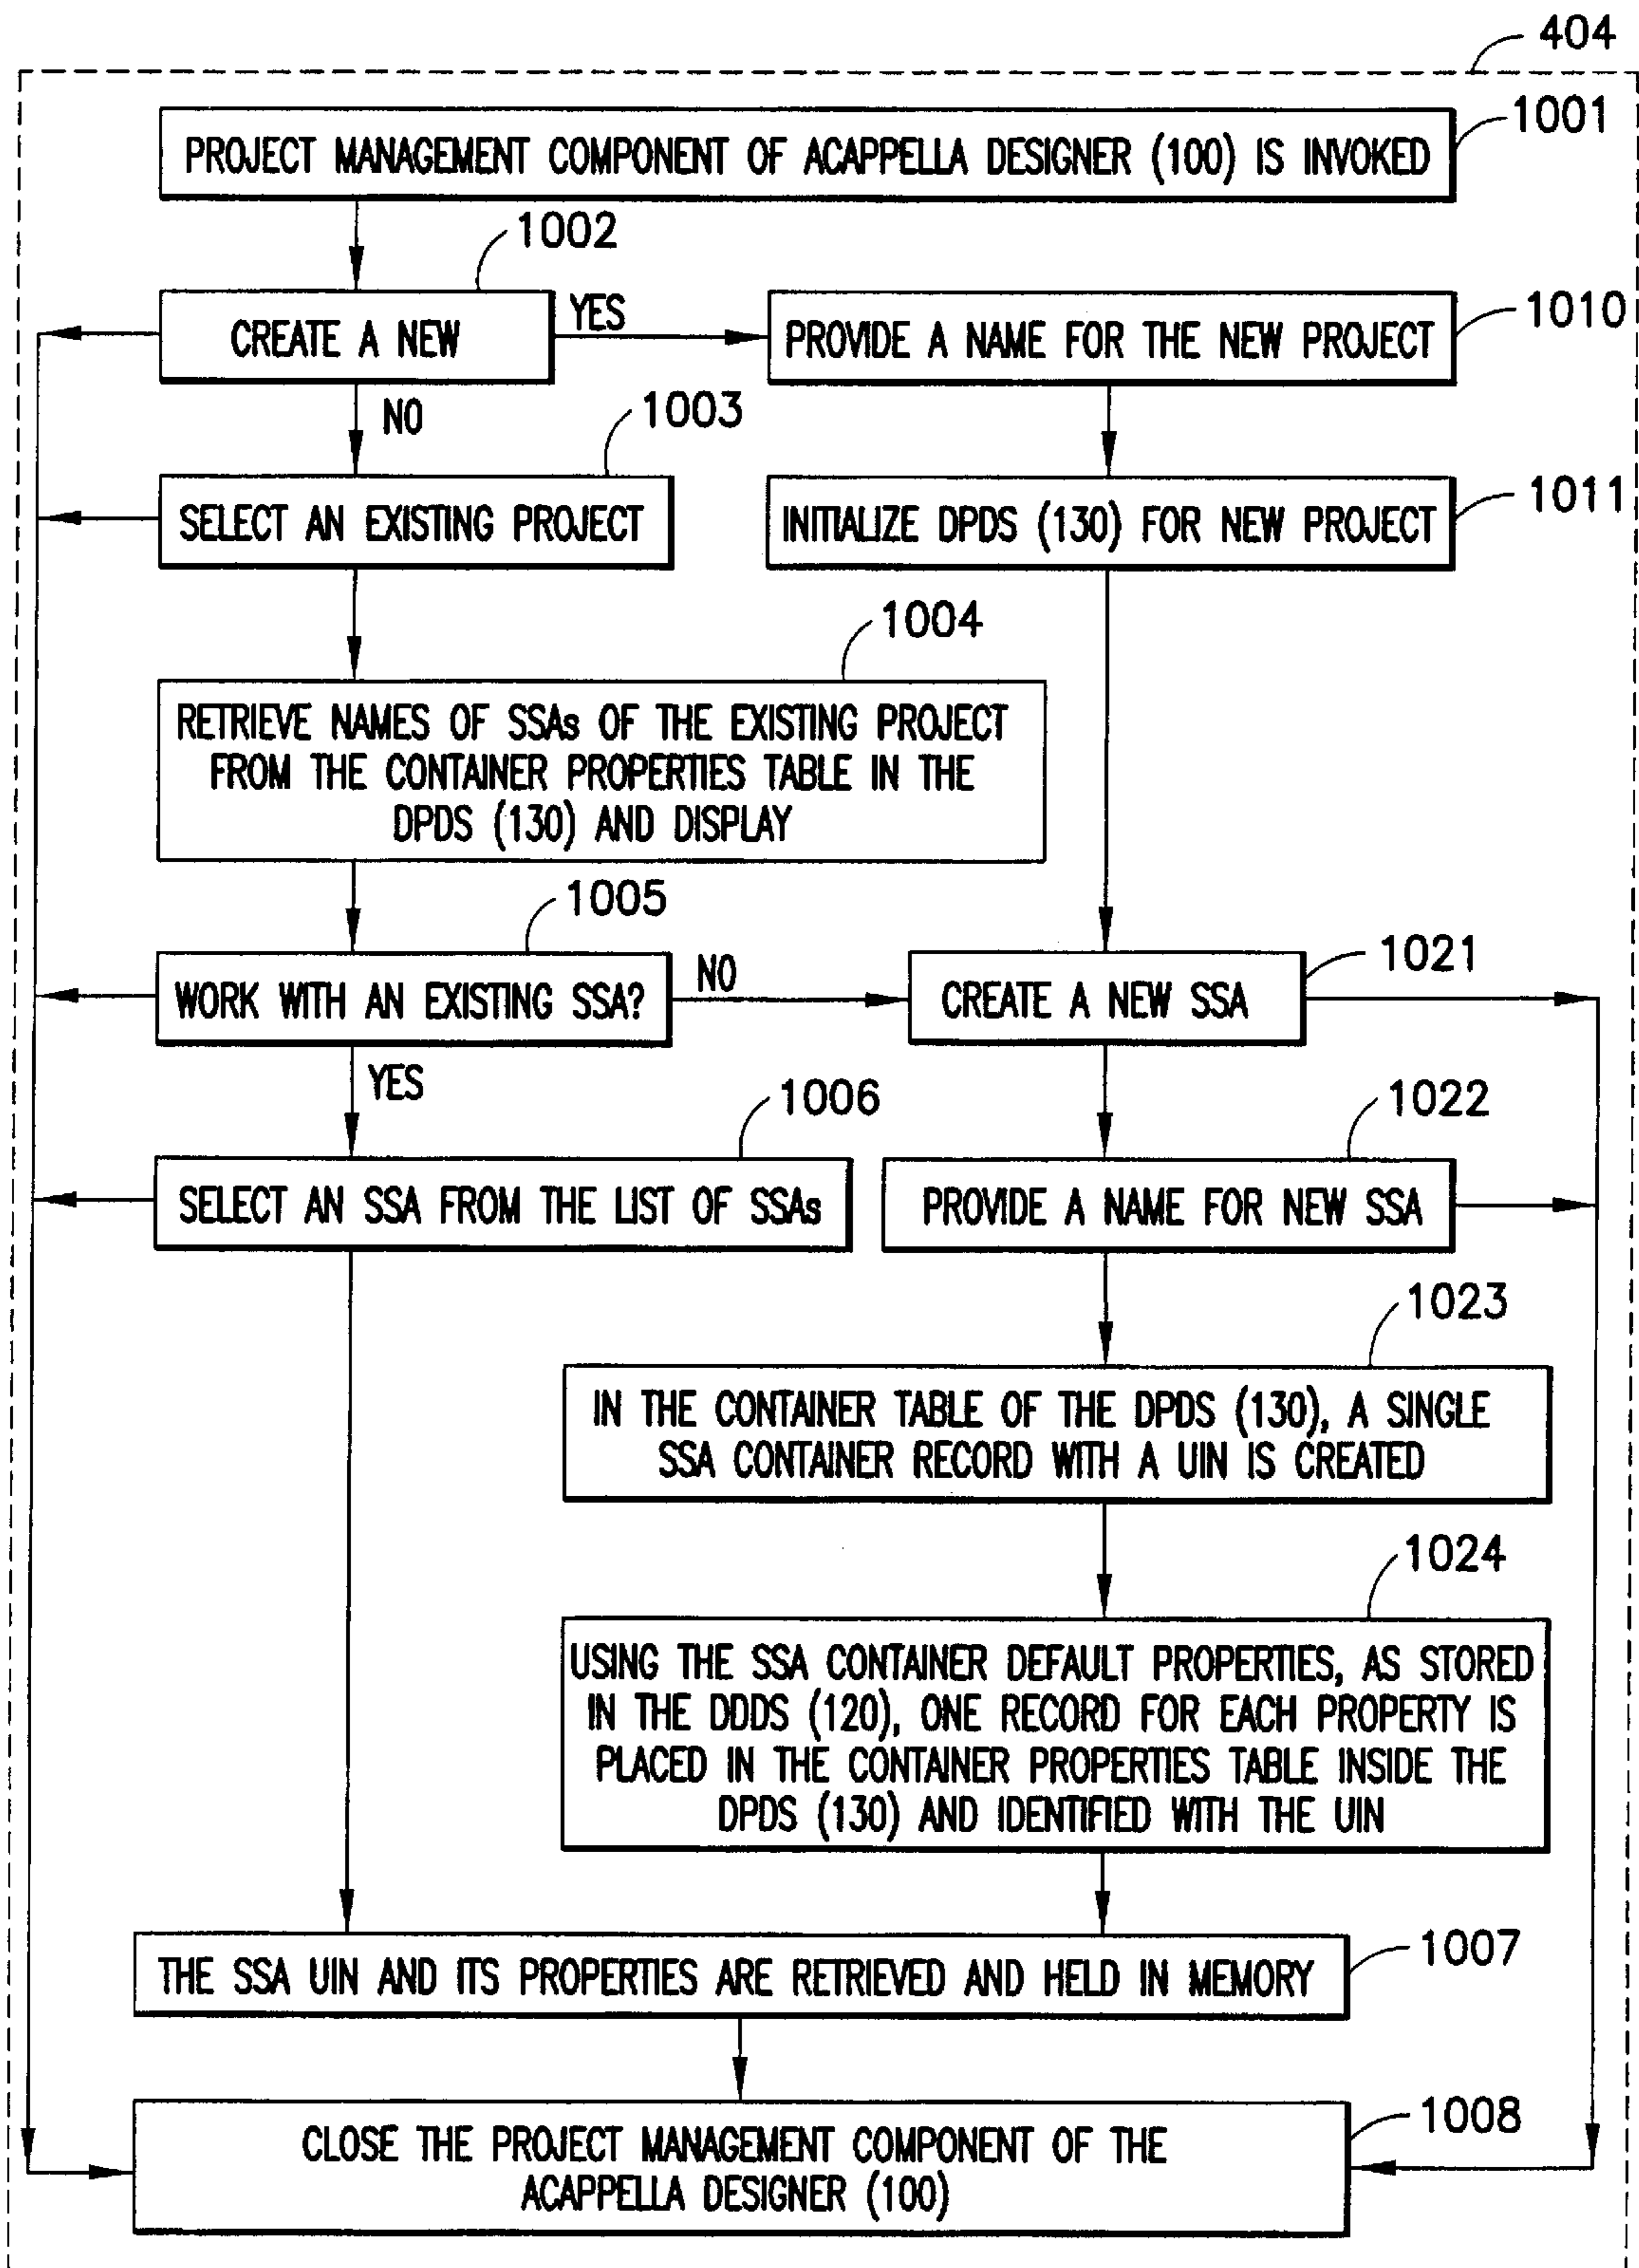 404
1001
PROJECT MANAGEMENT COMPONENT OF ACAPPELLA DESIGNER (100) IS INVOKED
1002
CREATE A NEW
YES
PROVIDE A NAME FOR THE NEW PROJECT
1010
NO
1003
SELECT AN EXISTING PROJECT
INITIALIZE DPDS (130) FOR NEW PROJECT
1011
1004
RETRIEVE NAMES OF SSAs OF THE EXISTING PROJECT
FROM THE CONTAINER PROPERTIES TABLE IN THE
DPDS (130) AND DISPLAY
1005
WORK WITH AN EXISTING SSA?
NO
CREATE A NEW SSA
1021
YES
1006
SELECT AN SSA FROM THE LIST OF SSAs
1022
PROVIDE A NAME FOR NEW SSA
1023
IN THE CONTAINER TABLE OF THE DPDS (130), A SINGLE
SSA CONTAINER RECORD WITH A UIN IS CREATED
1024
USING THE SSA CONTAINER DEFAULT PROPERTIES, AS STORED
IN THE DDDS (120), ONE RECORD FOR EACH PROPERTY IS
PLACED IN THE CONTAINER PROPERTIES TABLE INSIDE THE
DPDS (130) AND IDENTIFIED WITH THE UIN
THE SSA UIN AND ITS PROPERTIES ARE RETRIEVED AND HELD IN MEMORY
1007
CLOSE THE PROJECT MANAGEMENT COMPONENT OF THE
ACAPPELLA DESIGNER (100)
1008